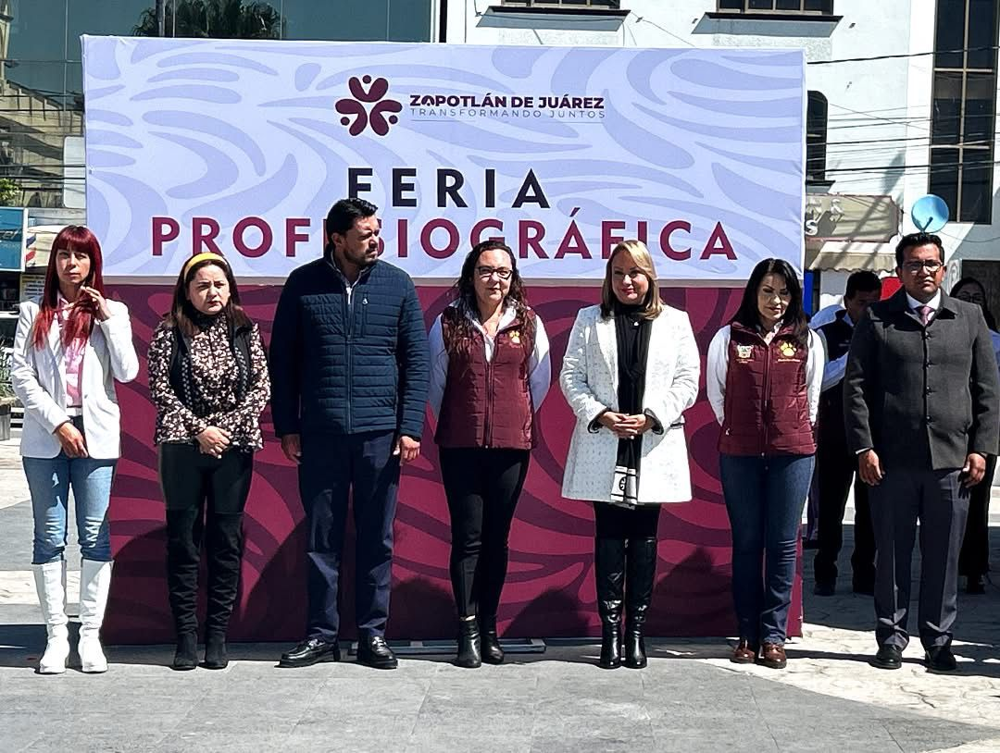 ZAPOTLÁN DE JUÁREZ
TRANSFORMANDO JUNTOS
FERIA
PROFESIOGRÁFICA